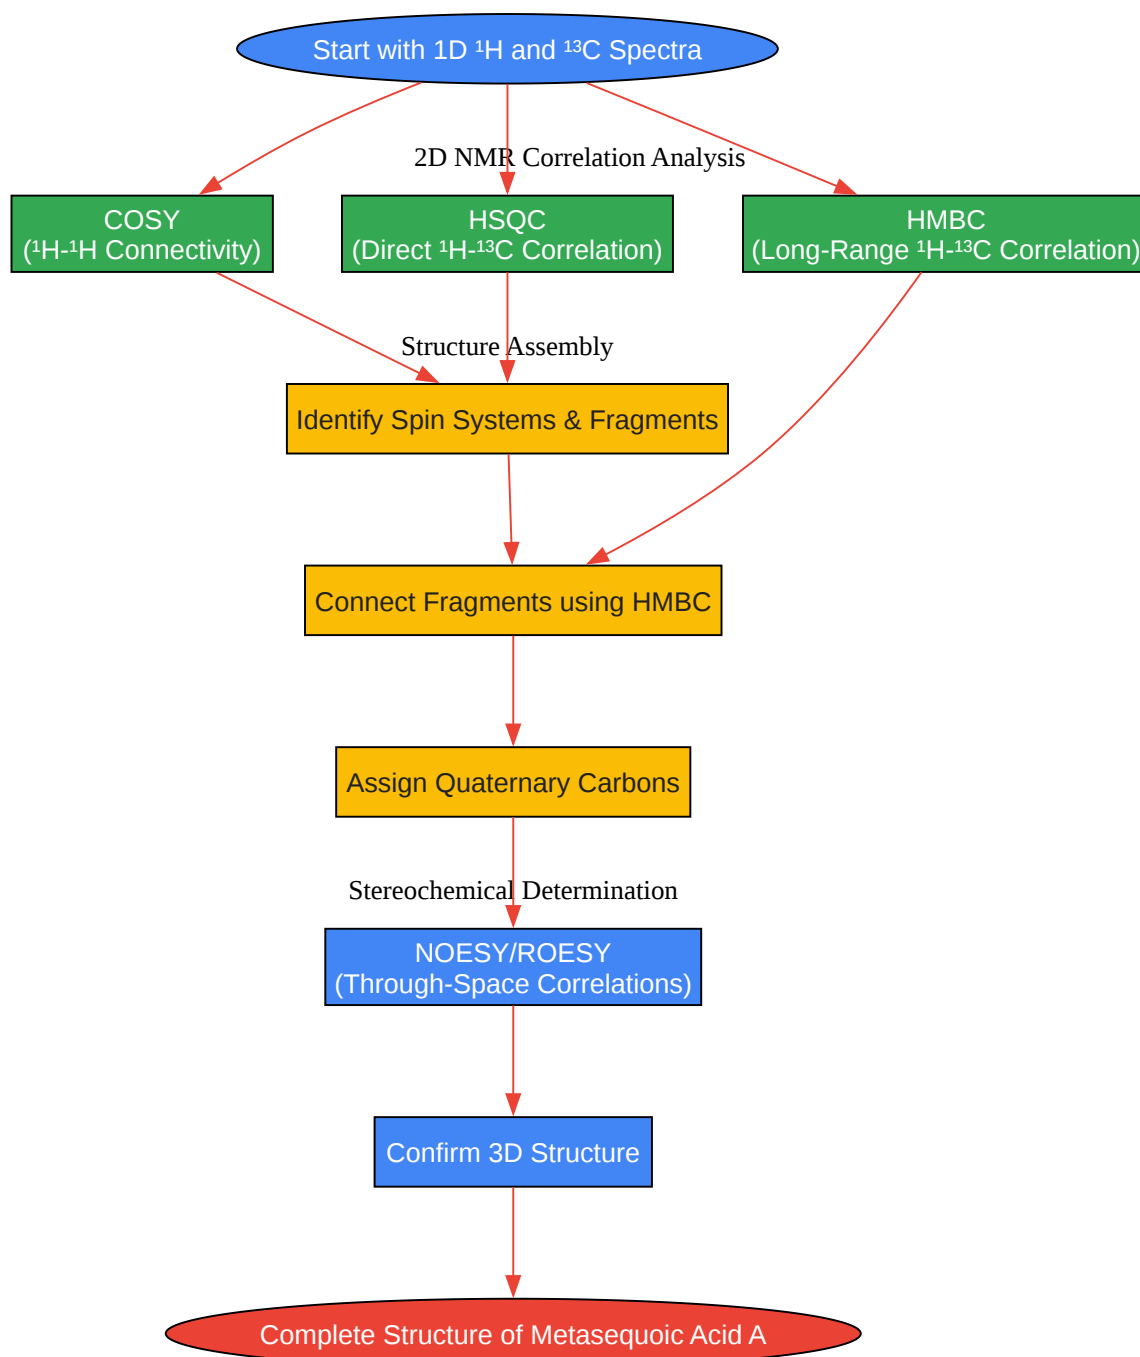 Start with 1D ¹H and ¹³C Spectra
2D NMR Correlation Analysis
COSY
(¹H-¹H Connectivity)
HSQC
(Direct ¹H-¹³C Correlation)
HMBC
(Long-Range ¹H-¹³C Correlation)
Structure Assembly
Identify Spin Systems & Fragments
Connect Fragments using HMBC
Assign Quaternary Carbons
Stereochemical Determination
NOESY/ROESY
(Through-Space Correlations)
Confirm 3D Structure
Complete Structure of Metasequoic Acid A